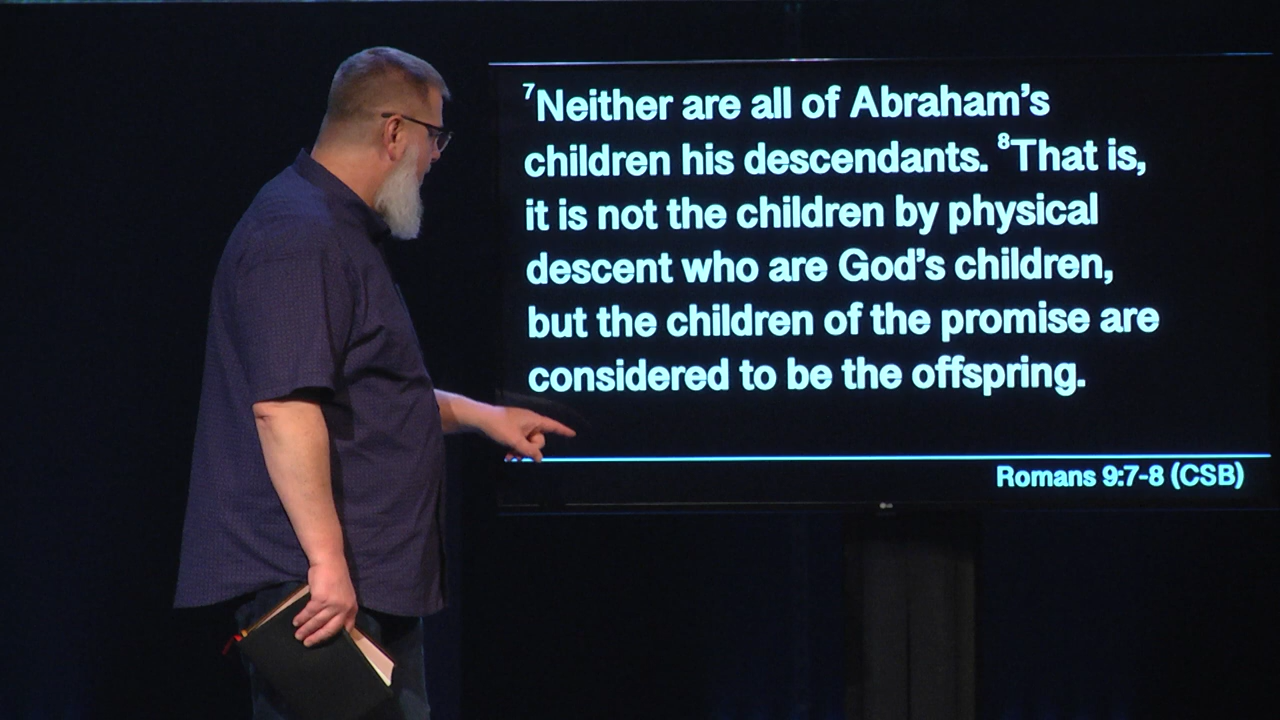 ⁷Neither are all of Abraham's
children his descendants. ⁸That is,
it is not the children by physical
descent who are God's children,
but the children of the promise are
considered to be the offspring.
Romans 9:7-8 (CSB)
LG